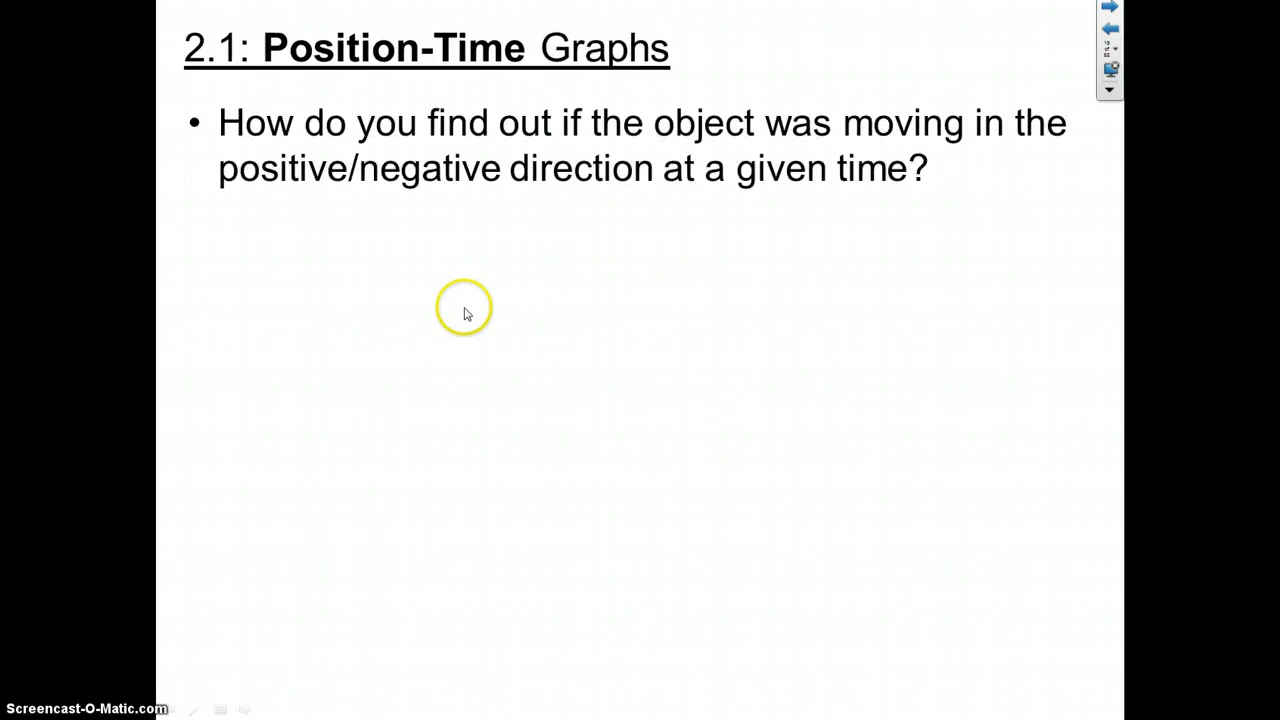 2.1: Position-Time Graphs
• How do you find out if the object was moving in the
positive/negative direction at a given time?
Screencast-O-Matic.com